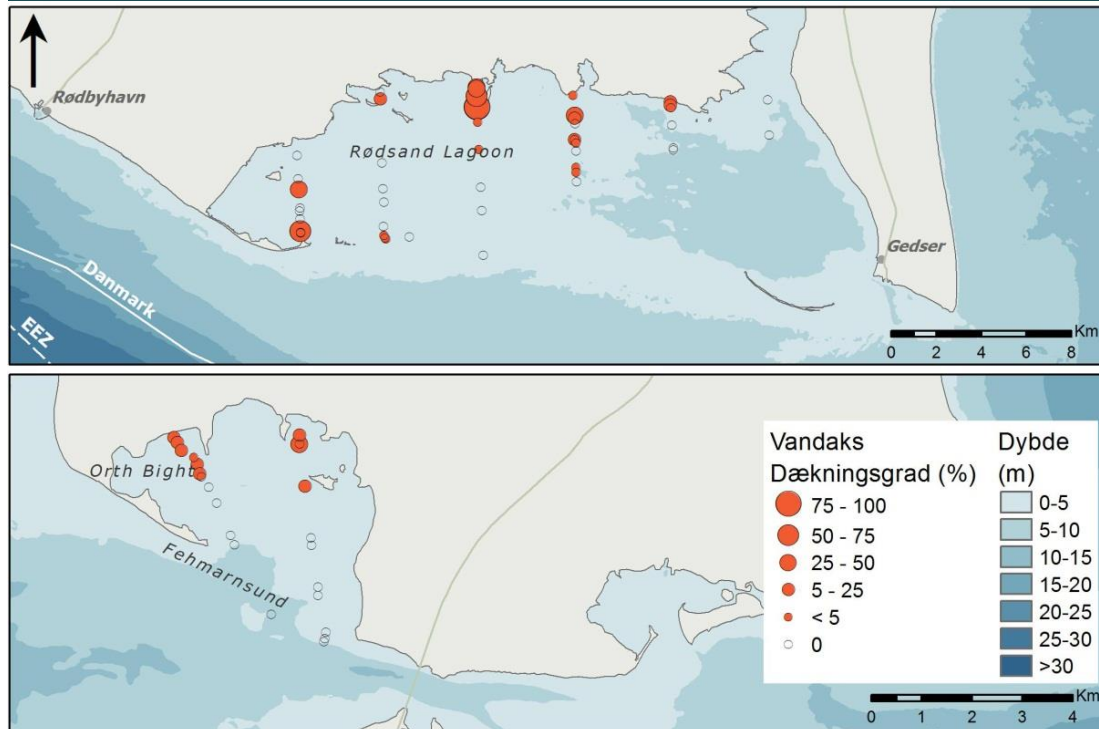 Rødbyhavn
Rødsand Lagoon
Gedser
Danmark
EEZ
Km
0 2 4 6 8
Orth Bight
Fehmarnsund
Vandaks
Dækningsgrad (%)
75 - 100
50 - 75
25 - 50
5 - 25
< 5
0
Dybde
(m)
0-5
5-10
10-15
15-20
20-25
25-30
>30
Km
0 1 2 3 4